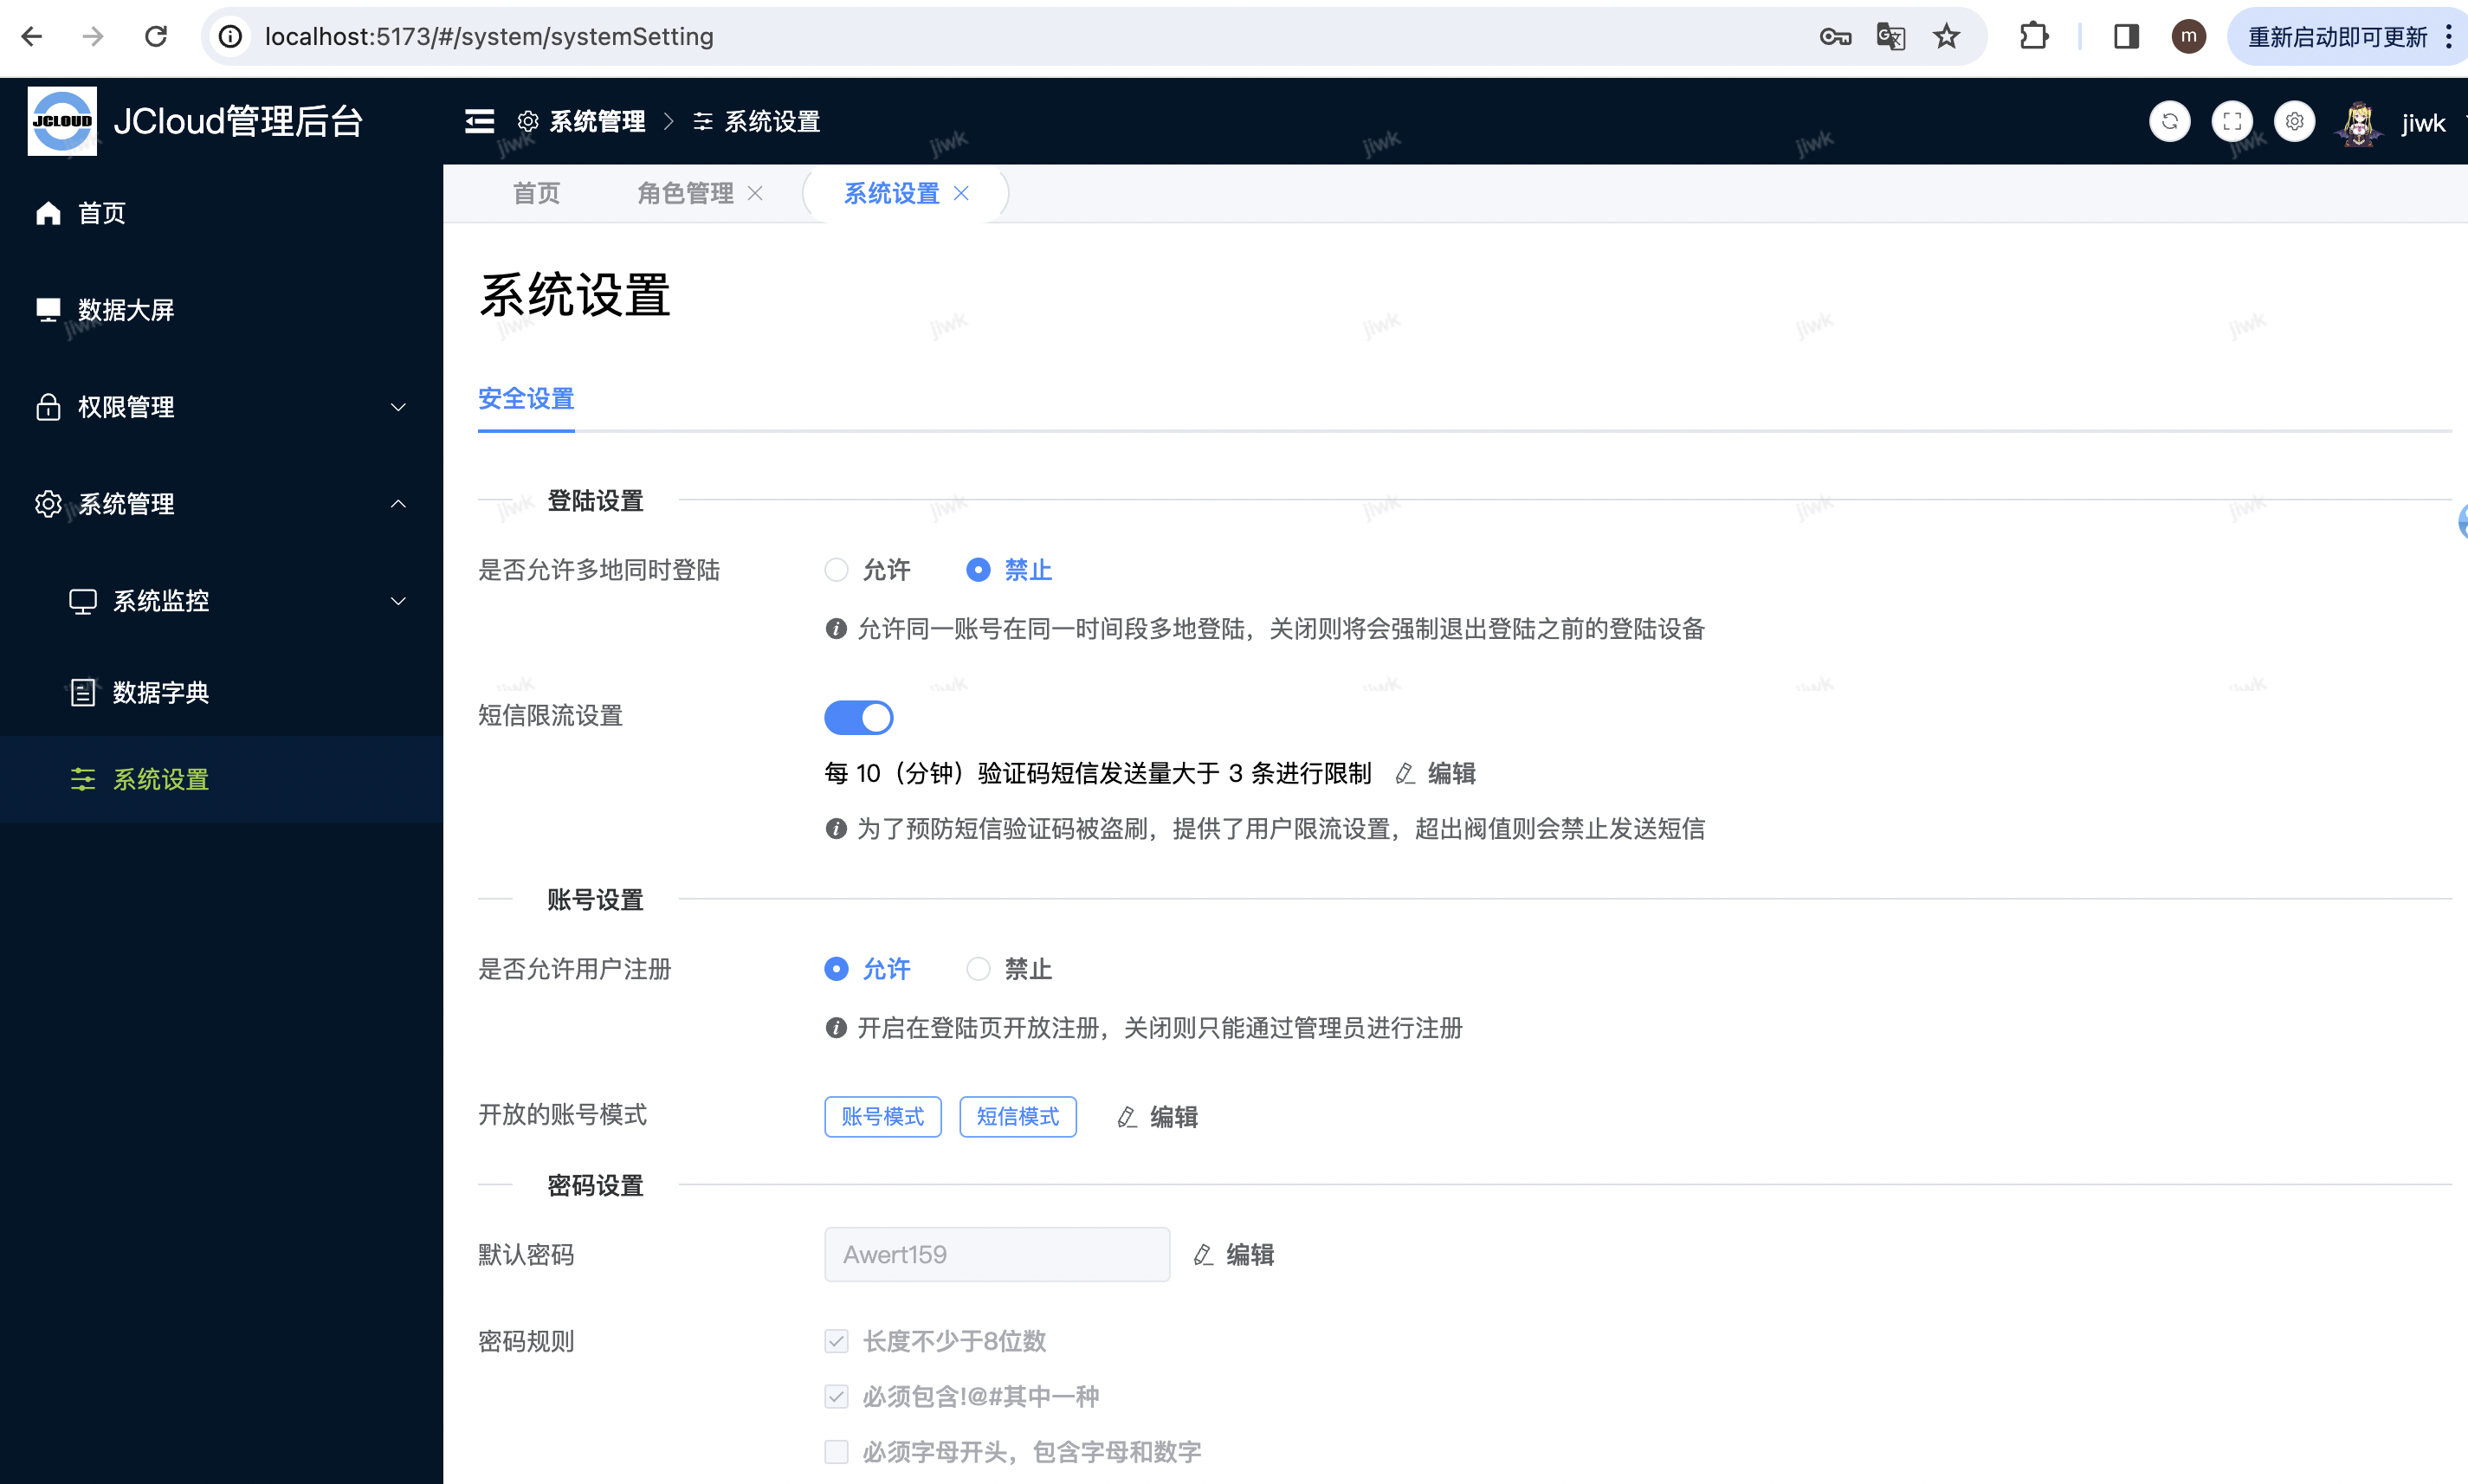 localhost:5173/#/system/systemSetting
m
重新启动即可更新
JCLOUD
JCloud管理后台
系统管理
系统设置
jiwk
首页
角色管理
系统设置
首页
数据大屏
权限管理
系统管理
系统监控
数据字典
系统设置
系统设置
安全设置
登陆设置
是否允许多地同时登陆
允许
禁止
允许同一账号在同一时间段多地登陆，关闭则将会强制退出登陆之前的登陆设备
短信限流设置
每 10（分钟）验证码短信发送量大于 3 条进行限制
编辑
为了预防短信验证码被盗刷，提供了用户限流设置，超出阀值则会禁止发送短信
账号设置
是否允许用户注册
允许
禁止
开启在登陆页开放注册，关闭则只能通过管理员进行注册
开放的账号模式
账号模式
短信模式
编辑
密码设置
默认密码
Awert159
编辑
密码规则
长度不少于8位数
必须包含!@#其中一种
必须字母开头，包含字母和数字